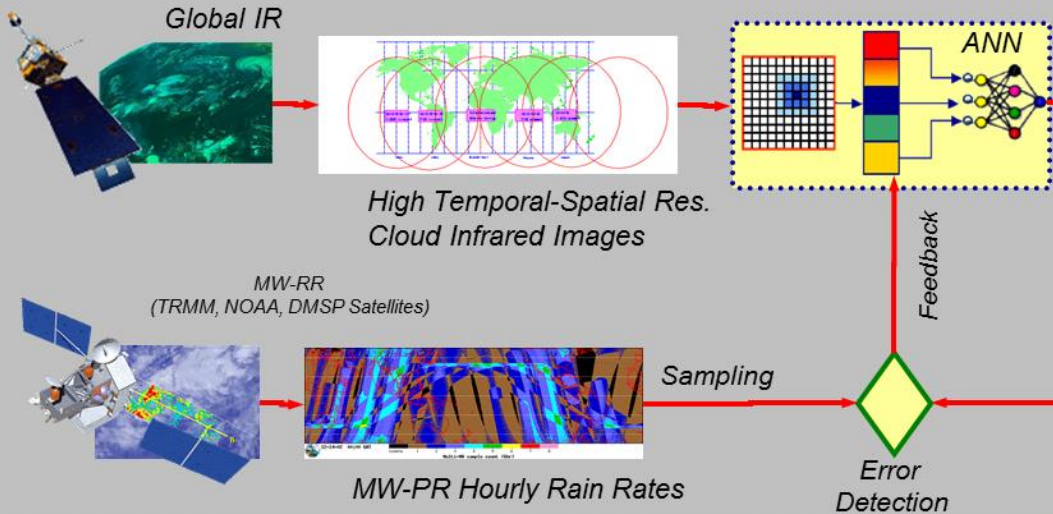 Global IR
ANN
High Temporal-Spatial Res.
Cloud Infrared Images
MW-RR
(TRMM, NOAA, DMSP Satellites)
Feedback
Sampling
MW-PR Hourly Rain Rates
Error
Detection